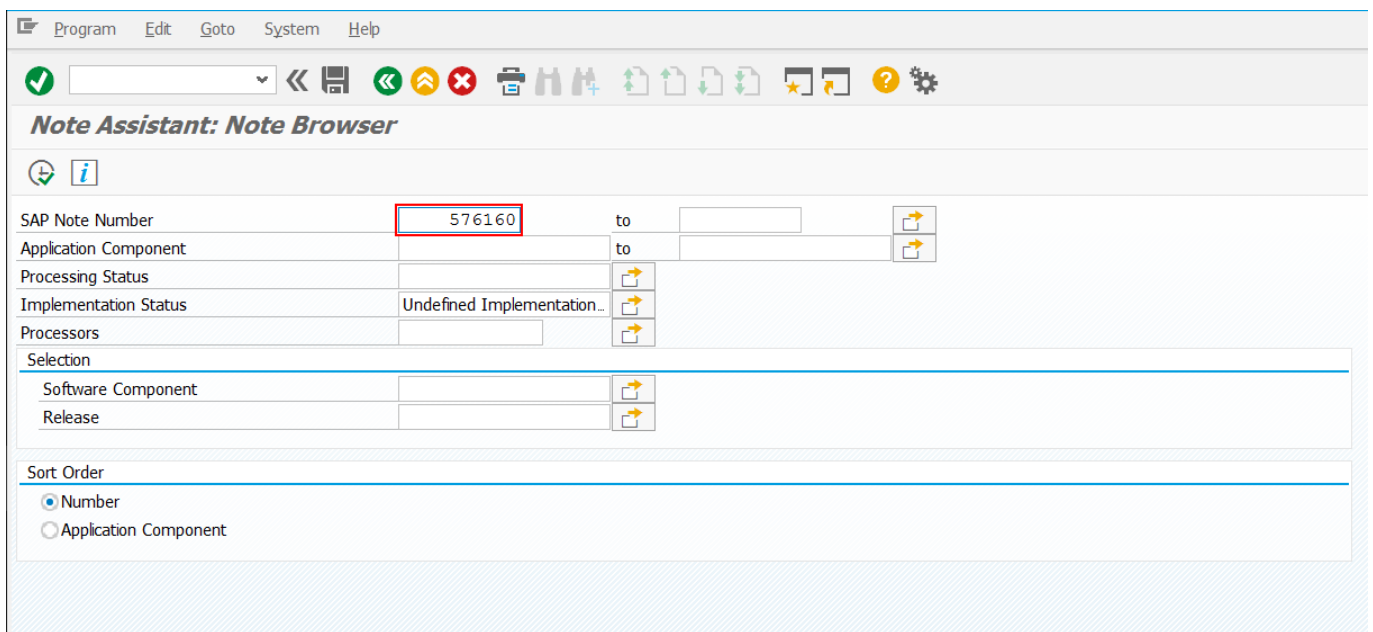 Program Edit Goto System Help
Note Assistant: Note Browser
i
SAP Note Number 576160 to
Application Component to
Processing Status
Implementation Status Undefined Implementation...
Processors
Selection
Software Component
Release
Sort Order
Number
Application Component